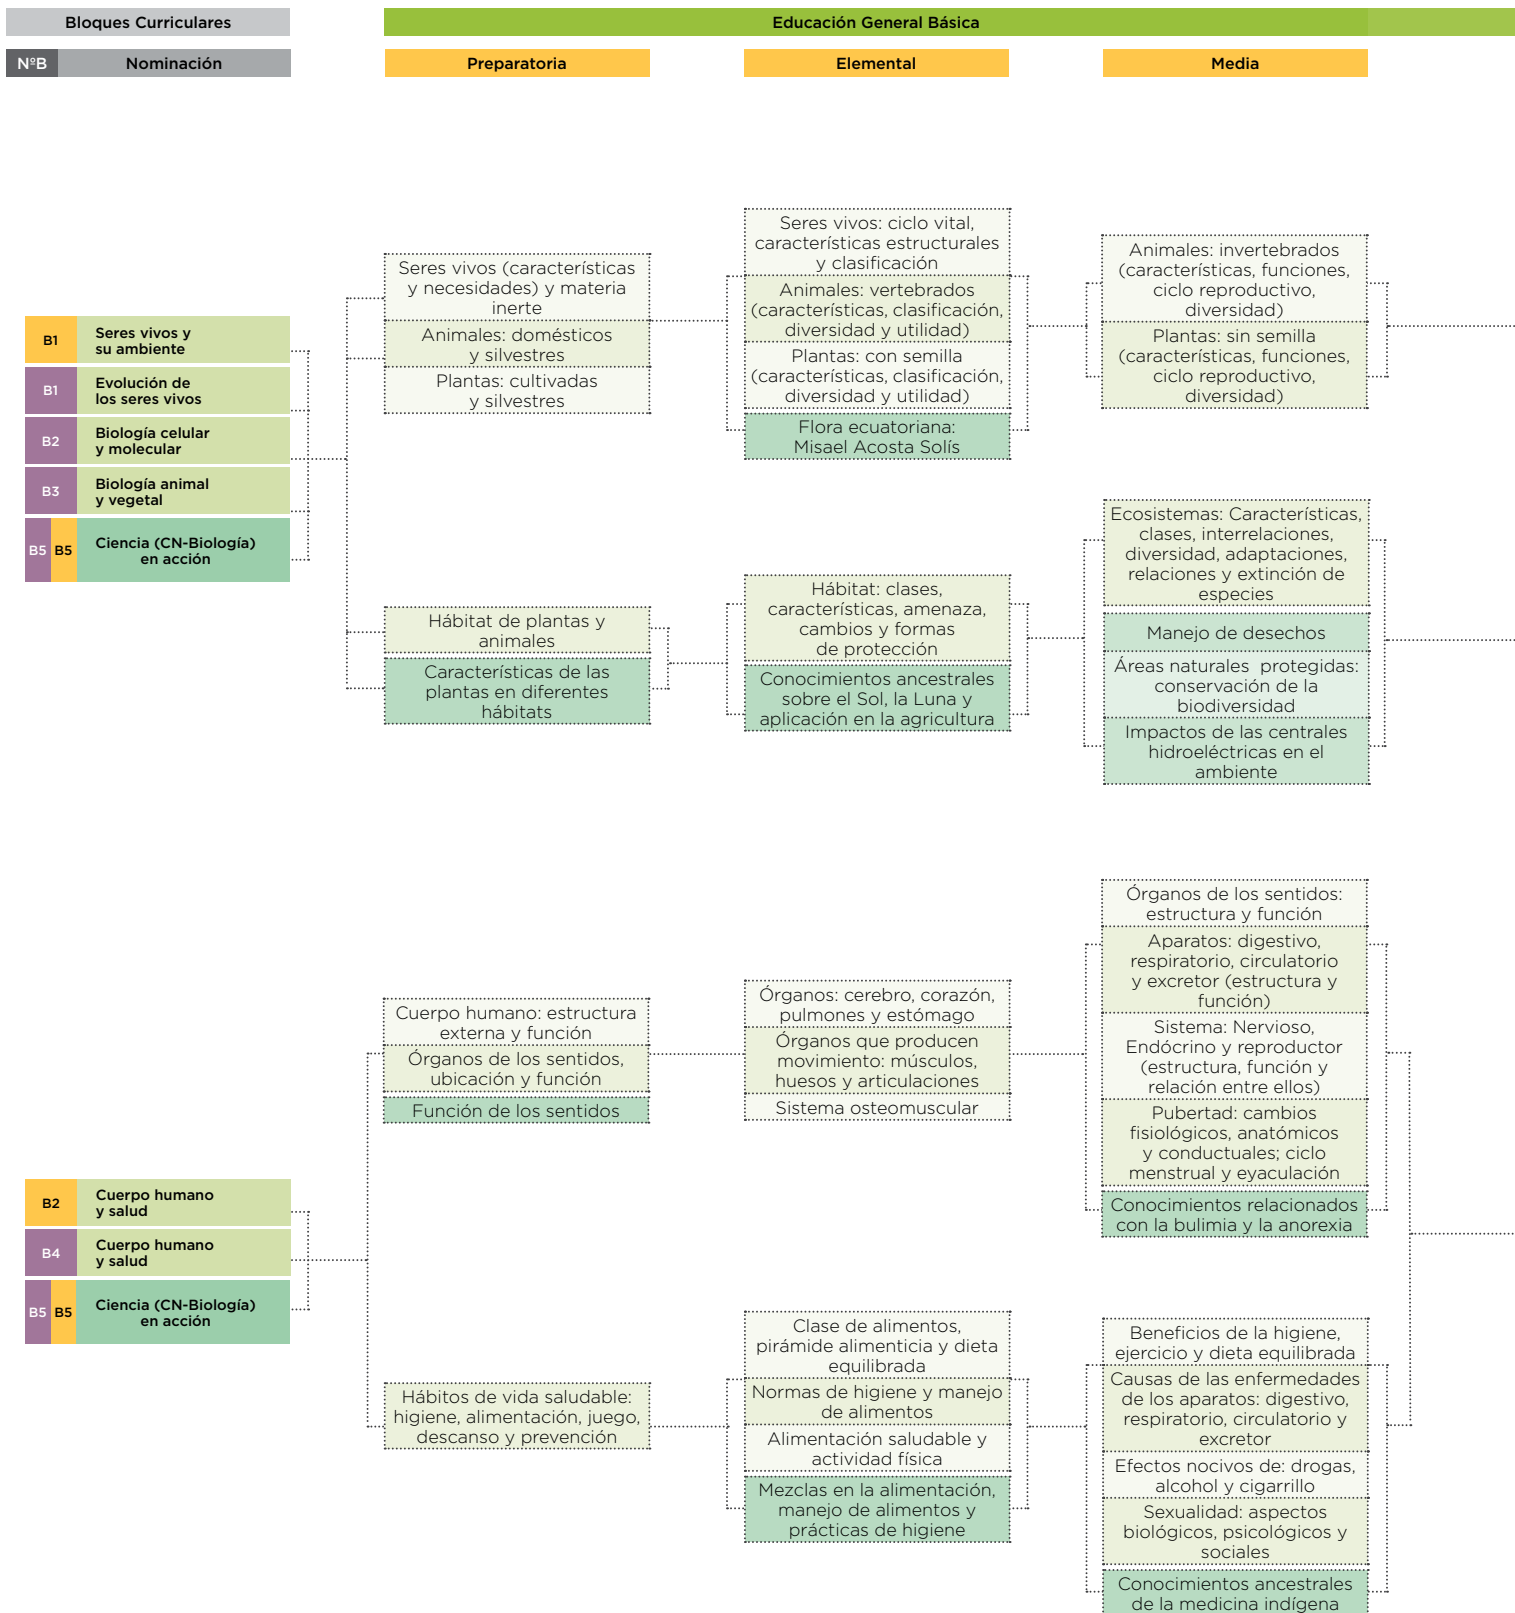 Bloques Curriculares
Educación General Básica
NºB
Nominación
Preparatoria
Elemental
Media
B1
Seres vivos y
su ambiente
B1
Evolución de
los seres vivos
B2
Biología celular
y molecular
B3
Biología animal
y vegetal
B5
B5
Ciencia (CN-Biología)
en acción
Seres vivos (características
y necesidades) y materia
inerte
Animales: domésticos
y silvestres
Plantas: cultivadas
y silvestres
Seres vivos: ciclo vital,
características estructurales
y clasificación
Animales: vertebrados
(características, clasificación,
diversidad y utilidad)
Plantas: con semilla
(características, clasificación,
diversidad y utilidad)
Flora ecuatoriana:
Misael Acosta Solís
Animales: invertebrados
(características, funciones,
ciclo reproductivo,
diversidad)
Plantas: sin semilla
(características, funciones,
ciclo reproductivo,
diversidad)
Hábitat de plantas y
animales
Características de las
plantas en diferentes
hábitats
Hábitat: clases,
características, amenaza,
cambios y formas
de protección
Conocimientos ancestrales
sobre el Sol, la Luna y
aplicación en la agricultura
Ecosistemas: Características,
clases, interrelaciones,
diversidad, adaptaciones,
relaciones y extinción de
especies
Manejo de desechos
Áreas naturales protegidas:
conservación de la
biodiversidad
Impactos de las centrales
hidroeléctricas en el
ambiente
B2
Cuerpo humano
y salud
B4
Cuerpo humano
y salud
B5
B5
Ciencia (CN-Biología)
en acción
Cuerpo humano: estructura
externa y función
Órganos de los sentidos,
ubicación y función
Función de los sentidos
Órganos: cerebro, corazón,
pulmones y estómago
Órganos que producen
movimiento: músculos,
huesos y articulaciones
Sistema osteomuscular
Órganos de los sentidos:
estructura y función
Aparatos: digestivo,
respiratorio, circulatorio
y excretor (estructura y
función)
Sistema: Nervioso,
Endócrino y reproductor
(estructura, función y
relación entre ellos)
Pubertad: cambios
fisiológicos, anatómicos
y conductuales; ciclo
menstrual y eyaculación
Conocimientos relacionados
con la bulimia y la anorexia
Hábitos de vida saludable:
higiene, alimentación, juego,
descanso y prevención
Clase de alimentos,
pirámide alimenticia y dieta
equilibrada
Normas de higiene y manejo
de alimentos
Alimentación saludable y
actividad física
Mezclas en la alimentación,
manejo de alimentos y
prácticas de higiene
Beneficios de la higiene,
ejercicio y dieta equilibrada
Causas de las enfermedades
de los aparatos: digestivo,
respiratorio, circulatorio y
excretor
Efectos nocivos de: drogas,
alcohol y cigarrillo
Sexualidad: aspectos
biológicos, psicológicos y
sociales
Conocimientos ancestrales
de la medicina indígena